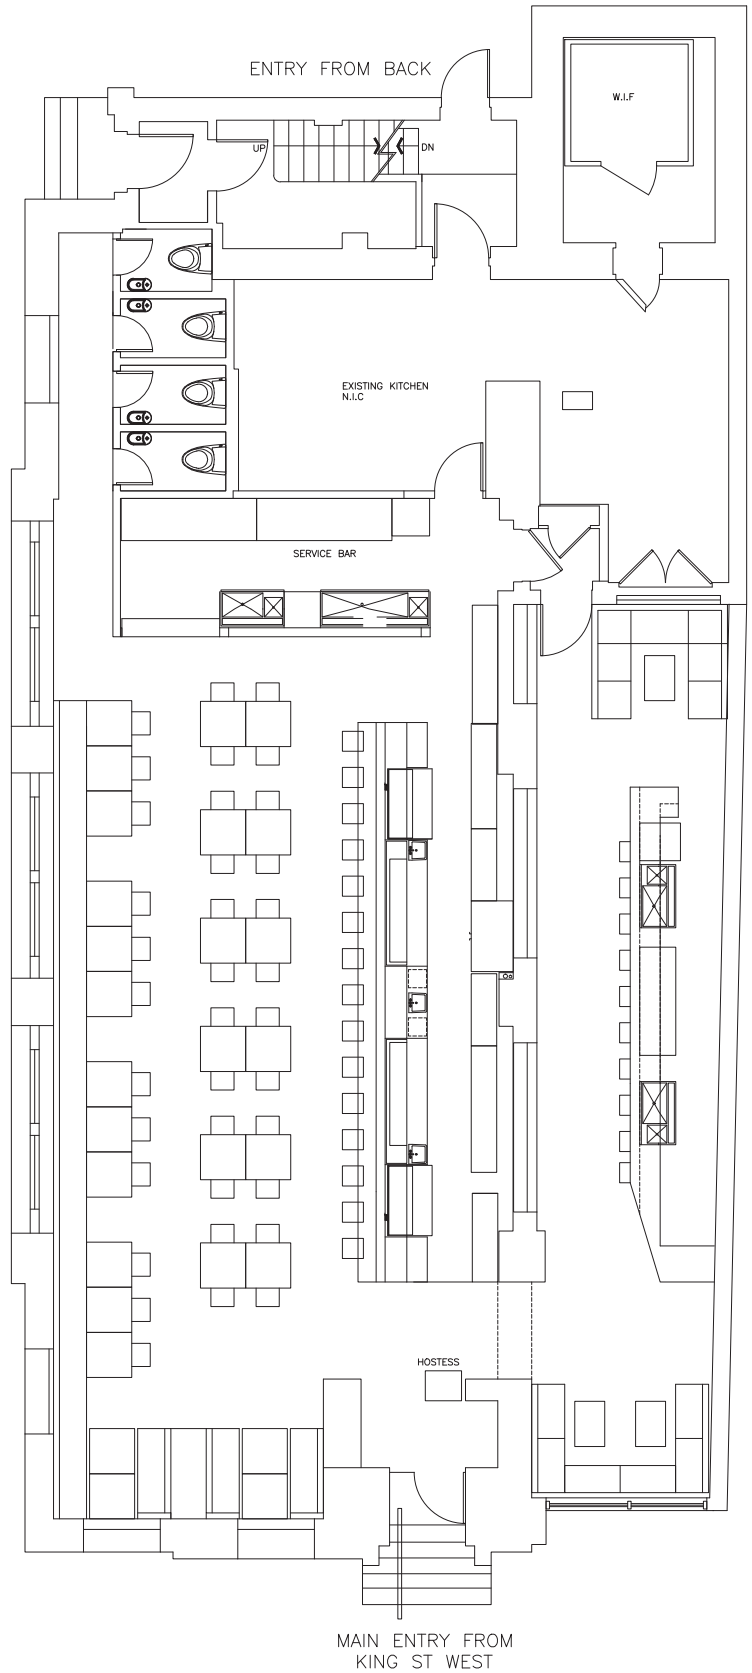 ENTRY FROM BACK
W.I.F
UP
DN
EXISTING KITCHEN
N.I.C
SERVICE BAR
HOSTESS
MAIN ENTRY FROM
KING ST WEST